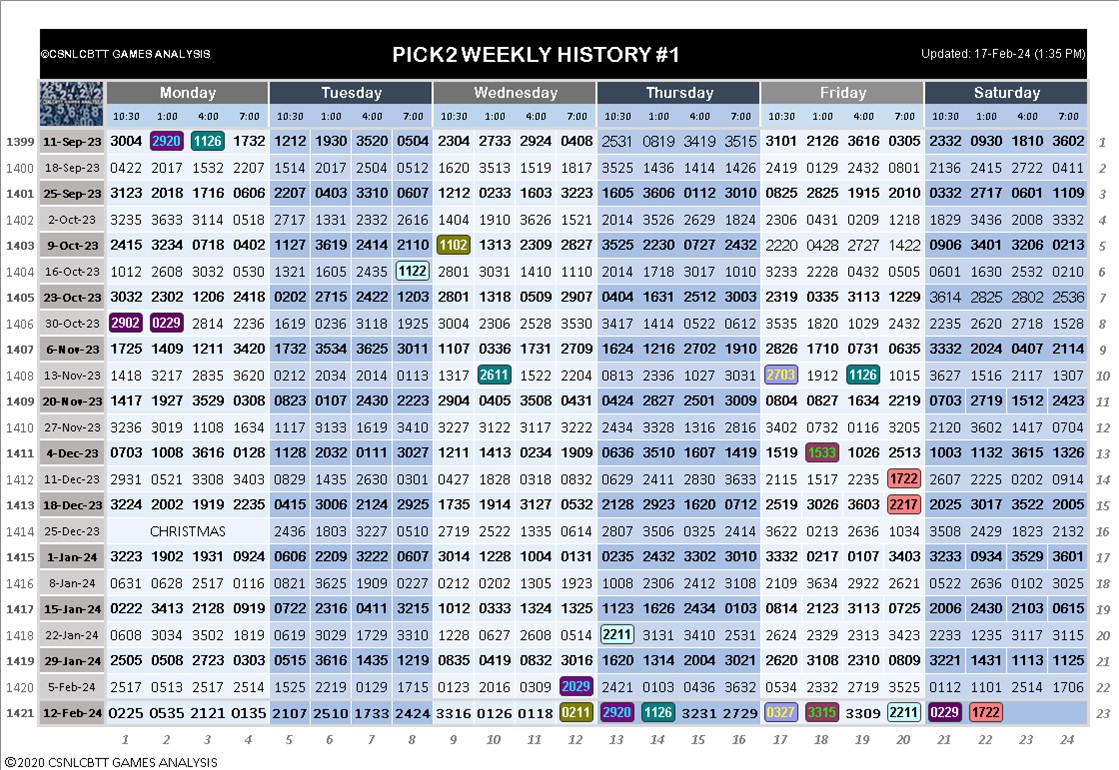 ©CSNLCBTT GAMES ANALYSIS PICK2 WEEKLY HISTORY #1 Updated: 17-Feb-24 (1:35 PM)
Monday Tuesday Wednesday Thursday Friday Saturday
10:30 1:00 4:00 7:00 10:30 1:00 4:00 7:00 10:30 1:00 4:00 7:00 10:30 1:00 4:00 7:00 10:30 1:00 4:00 7:00 10:30 1:00 4:00 7:00
1399 11-Sep-23 3004 2920 1126 1732 1212 1930 3520 0504 2304 2733 2924 0408 2531 0819 3419 3515 3101 2126 3616 0305 2332 0930 1810 3602 1
1400 18-Sep-23 0422 2017 1532 2207 1514 2017 2504 0512 1620 3513 1519 1817 3525 1436 1414 1426 2419 0129 2432 0801 2136 2415 2722 0411 2
1401 25-Sep-23 3123 2018 1716 0606 2207 0403 3310 0607 1212 0233 1603 3223 1605 3606 0112 3010 0825 2825 1915 2010 0332 2717 0601 1109 3
1402 2-Oct-23 3235 3633 3114 0518 2717 1331 2332 2616 1404 1910 3626 1521 2014 3526 2629 1824 2306 0431 0209 1218 1829 3436 2008 3332 4
1403 9-Oct-23 2415 3234 0718 0402 1127 3619 2414 2110 1102 1313 2309 2827 3525 2230 0727 2432 2220 0428 2727 1422 0906 3401 3206 0213 5
1404 16-Oct-23 1012 2608 3032 0530 1321 1605 2435 1122 2801 3031 1410 1110 2014 1718 3017 1010 3233 2228 0432 0505 0601 1630 2532 0210 6
1405 23-Oct-23 3032 2302 1206 2418 0202 2715 2422 1203 2801 1318 0509 2907 0404 1631 2512 3003 2319 0335 3113 1229 3614 2825 2802 2536 7
1406 30-Oct-23 2902 0229 2814 2236 1619 0236 3118 1925 3004 2306 2528 3530 3417 1414 0522 0612 3535 1820 1029 2432 2235 2620 2718 1528 8
1407 6-Nov-23 1725 1409 1211 3420 1732 3534 3625 3011 1107 0336 1731 2709 1624 1216 2702 1910 2826 1710 0731 0635 3332 2024 0407 2114 9
1408 13-Nov-23 1418 3217 2835 3620 0212 2034 2014 0113 1317 2611 1522 2204 0813 2336 1027 3031 2703 1912 1126 1015 3627 1516 2117 1307 10
1409 20-Nov-23 1417 1927 3529 0308 0823 0107 2430 2223 2904 0405 3508 0431 0424 2827 2501 3009 0804 0827 1634 2219 0703 2719 1512 2423 11
1410 27-Nov-23 3236 3019 1108 1634 1117 3133 1619 3410 3227 3122 3117 3222 2434 3328 1316 2816 3402 0732 0116 3205 2120 3602 1417 0704 12
1411 4-Dec-23 0703 1008 3616 0128 1128 2032 0111 3027 1211 1413 0234 1909 0636 3510 1607 1419 1519 1533 1026 2513 1003 1132 3615 1326 13
1412 11-Dec-23 2931 0521 3308 3403 0829 1435 2630 0301 0427 1828 0318 0832 0629 2411 2830 3633 2115 1517 2235 1722 2607 2225 0202 0914 14
1413 18-Dec-23 3224 2002 1919 2235 0415 3006 2124 2925 1735 1914 3127 0536 2128 2923 1620 0712 2519 3026 3603 2217 2025 3017 3522 2005 15
1414 25-Dec-23 CHRISTMAS 2436 1803 3227 0510 2719 2522 1335 0614 2807 3506 0325 2414 3622 0213 2636 1034 3508 2429 1823 2132 16
1415 1-Jan-24 3223 1902 1931 0924 0606 2209 3222 0607 3014 1228 1004 0131 0235 2432 3302 3010 3332 0217 0107 3403 3233 0934 3529 3601 17
1416 8-Jan-24 0631 0628 2517 0116 0821 3625 1909 0227 0212 0202 1305 1923 1008 2306 2412 3108 2109 3634 2922 2621 0522 2636 0102 3025 18
1417 15-Jan-24 0222 3413 2128 0919 0722 2316 0411 3215 1012 0333 1324 1325 1123 1626 2434 0103 0814 2123 3113 0725 2006 2430 2103 0615 19
1418 22-Jan-24 0608 3034 3502 1819 0619 3029 1729 3310 1228 0627 2608 0514 2211 3131 3410 2531 2624 2329 2313 3423 2233 1235 3117 3115 20
1419 29-Jan-24 2505 0508 2723 0303 0515 3616 1435 1219 0835 0419 0832 3016 1620 1314 2004 3021 2620 3108 2310 0809 3221 1431 1113 1125 21
1420 5-Feb-24 2517 0513 2517 2514 1525 2219 0129 1715 0123 2016 0309 2029 2421 0103 0436 3632 0534 2332 2719 3525 0112 1101 2514 1706 22
1421 12-Feb-24 0225 0535 2121 0135 2107 2510 1733 2424 3316 0126 0118 0211 2920 1126 3231 2729 0327 3315 3309 2211 0229 1722 23
1 2 3 4 5 6 7 8 9 10 11 12 13 14 15 16 17 18 19 20 21 22 23 24
©2020 CSNLCBTT GAMES ANALYSIS